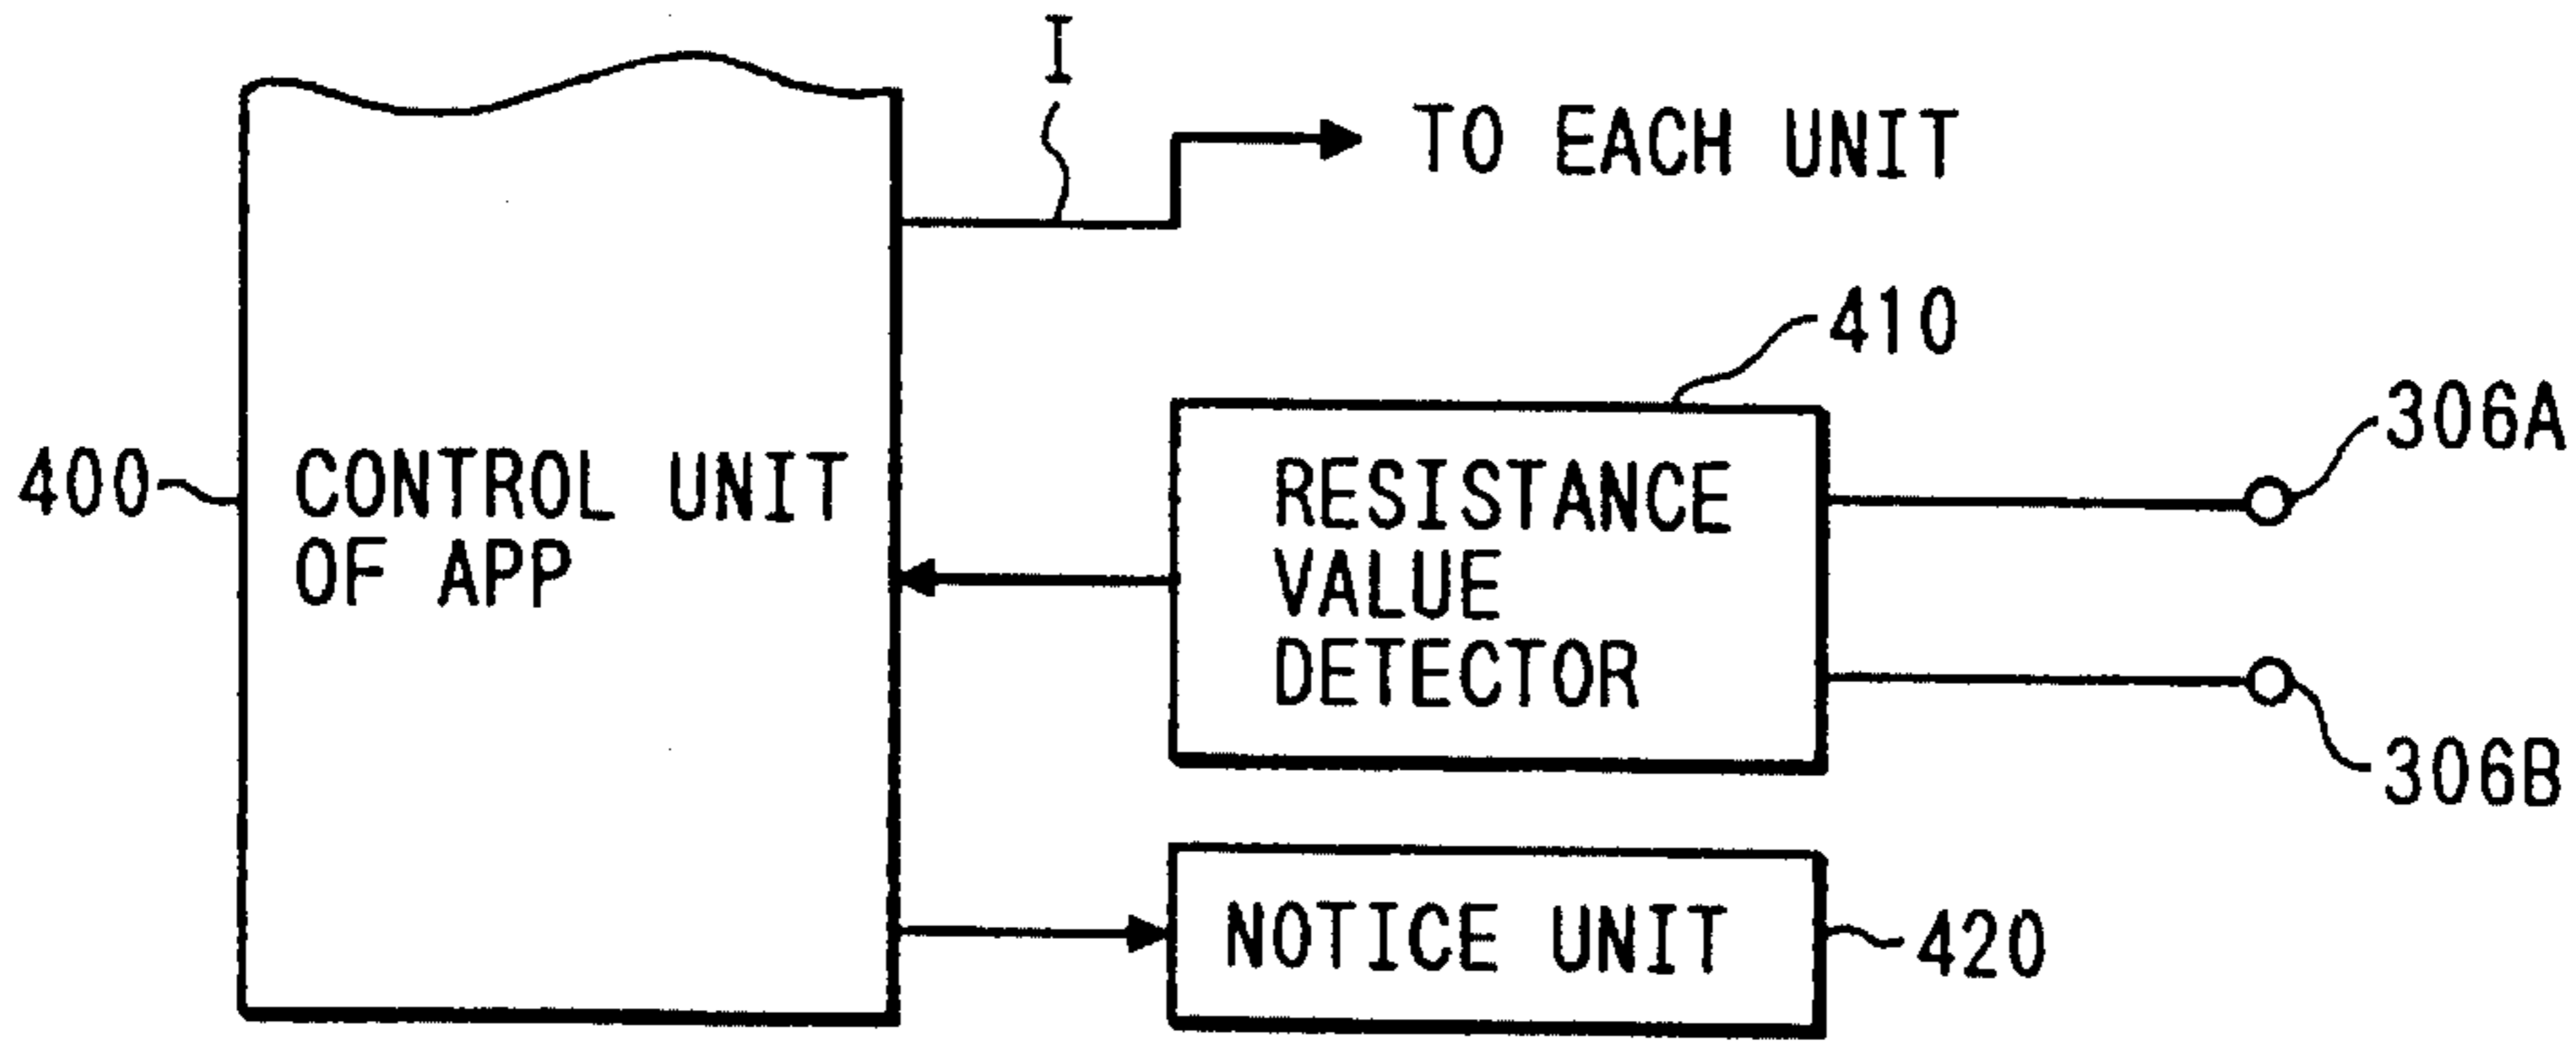 I
TO EACH UNIT
410
306A
400
CONTROL UNIT
OF APP
RESISTANCE
VALUE
DETECTOR
306B
NOTICE UNIT
420